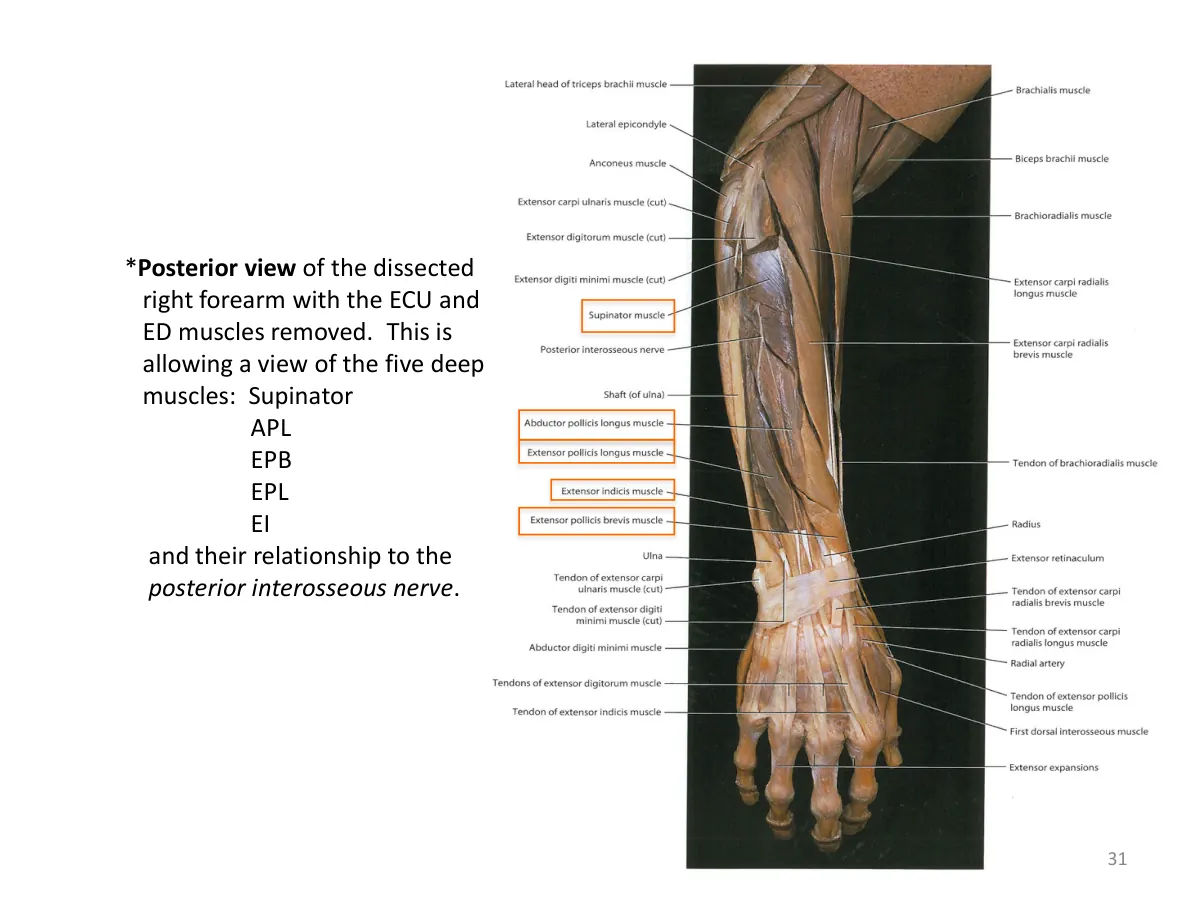 *Posterior view of the dissected
right forearm with the ECU and
ED muscles removed.  This is
allowing a view of the five deep
muscles:  Supinator
APL
EPB
EPL
EI
and their relationship to the
posterior interosseous nerve.
Lateral head of triceps brachii muscle
Lateral epicondyle
Anconeus muscle
Extensor carpi ulnaris muscle (cut)
Extensor digitorum muscle (cut)
Extensor digiti minimi muscle (cut)
Supinator muscle
Posterior interosseous nerve
Shaft (of ulna)
Abductor pollicis longus muscle
Extensor pollicis longus muscle
Extensor indicis muscle
Extensor pollicis brevis muscle
Ulna
Tendon of extensor carpi
ulnaris muscle (cut)
Tendon of extensor digiti
minimi muscle (cut)
Abductor digiti minimi muscle
Tendons of extensor digitorum muscle
Tendon of extensor indicis muscle
Brachialis muscle
Biceps brachii muscle
Brachioradialis muscle
Extensor carpi radialis
longus muscle
Extensor carpi radialis
brevis muscle
Tendon of brachioradialis muscle
Radius
Extensor retinaculum
Tendon of extensor carpi
radialis brevis muscle
Tendon of extensor carpi
radialis longus muscle
Radial artery
Tendon of extensor pollicis
longus muscle
First dorsal interosseous muscle
Extensor expansions
31